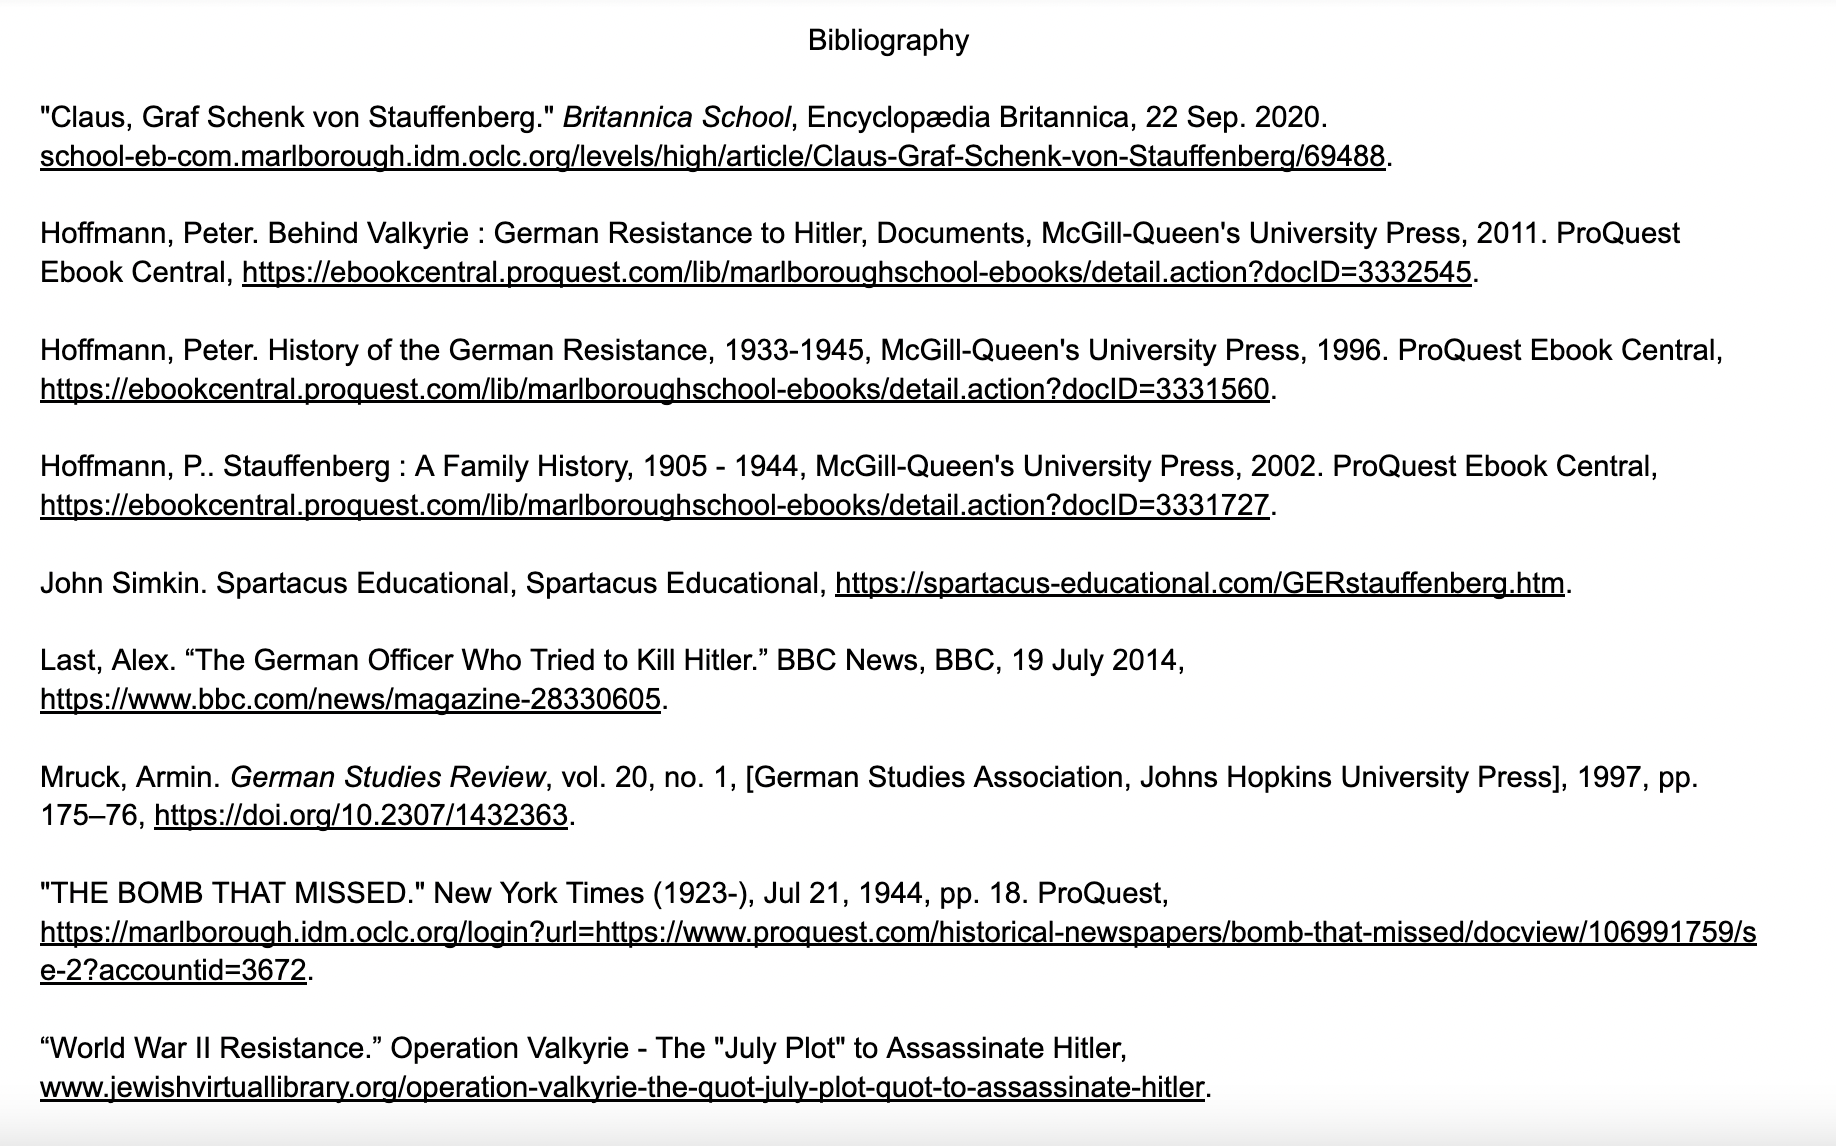 Bibliography
"Claus, Graf Schenk von Stauffenberg." Britannica School, Encyclopædia Britannica, 22 Sep. 2020.
school-eb-com.marlborough.idm.oclc.org/levels/high/article/Claus-Graf-Schenk-von-Stauffenberg/69488.
Hoffmann, Peter. Behind Valkyrie : German Resistance to Hitler, Documents, McGill-Queen's University Press, 2011. ProQuest
Ebook Central, https://ebookcentral.proquest.com/lib/marlboroughschool-ebooks/detail.action?docID=3332545.
Hoffmann, Peter. History of the German Resistance, 1933-1945, McGill-Queen's University Press, 1996. ProQuest Ebook Central,
https://ebookcentral.proquest.com/lib/marlboroughschool-ebooks/detail.action?docID=3331560.
Hoffmann, P.. Stauffenberg : A Family History, 1905 - 1944, McGill-Queen's University Press, 2002. ProQuest Ebook Central,
https://ebookcentral.proquest.com/lib/marlboroughschool-ebooks/detail.action?docID=3331727.
John Simkin. Spartacus Educational, Spartacus Educational, https://spartacus-educational.com/GERstauffenberg.htm.
Last, Alex. “The German Officer Who Tried to Kill Hitler.” BBC News, BBC, 19 July 2014,
https://www.bbc.com/news/magazine-28330605.
Mruck, Armin. German Studies Review, vol. 20, no. 1, [German Studies Association, Johns Hopkins University Press], 1997, pp.
175–76, https://doi.org/10.2307/1432363.
"THE BOMB THAT MISSED." New York Times (1923-), Jul 21, 1944, pp. 18. ProQuest,
https://marlborough.idm.oclc.org/login?url=https://www.proquest.com/historical-newspapers/bomb-that-missed/docview/106991759/s
e-2?accountid=3672.
“World War II Resistance.” Operation Valkyrie - The "July Plot" to Assassinate Hitler,
www.jewishvirtuallibrary.org/operation-valkyrie-the-quot-july-plot-quot-to-assassinate-hitler.